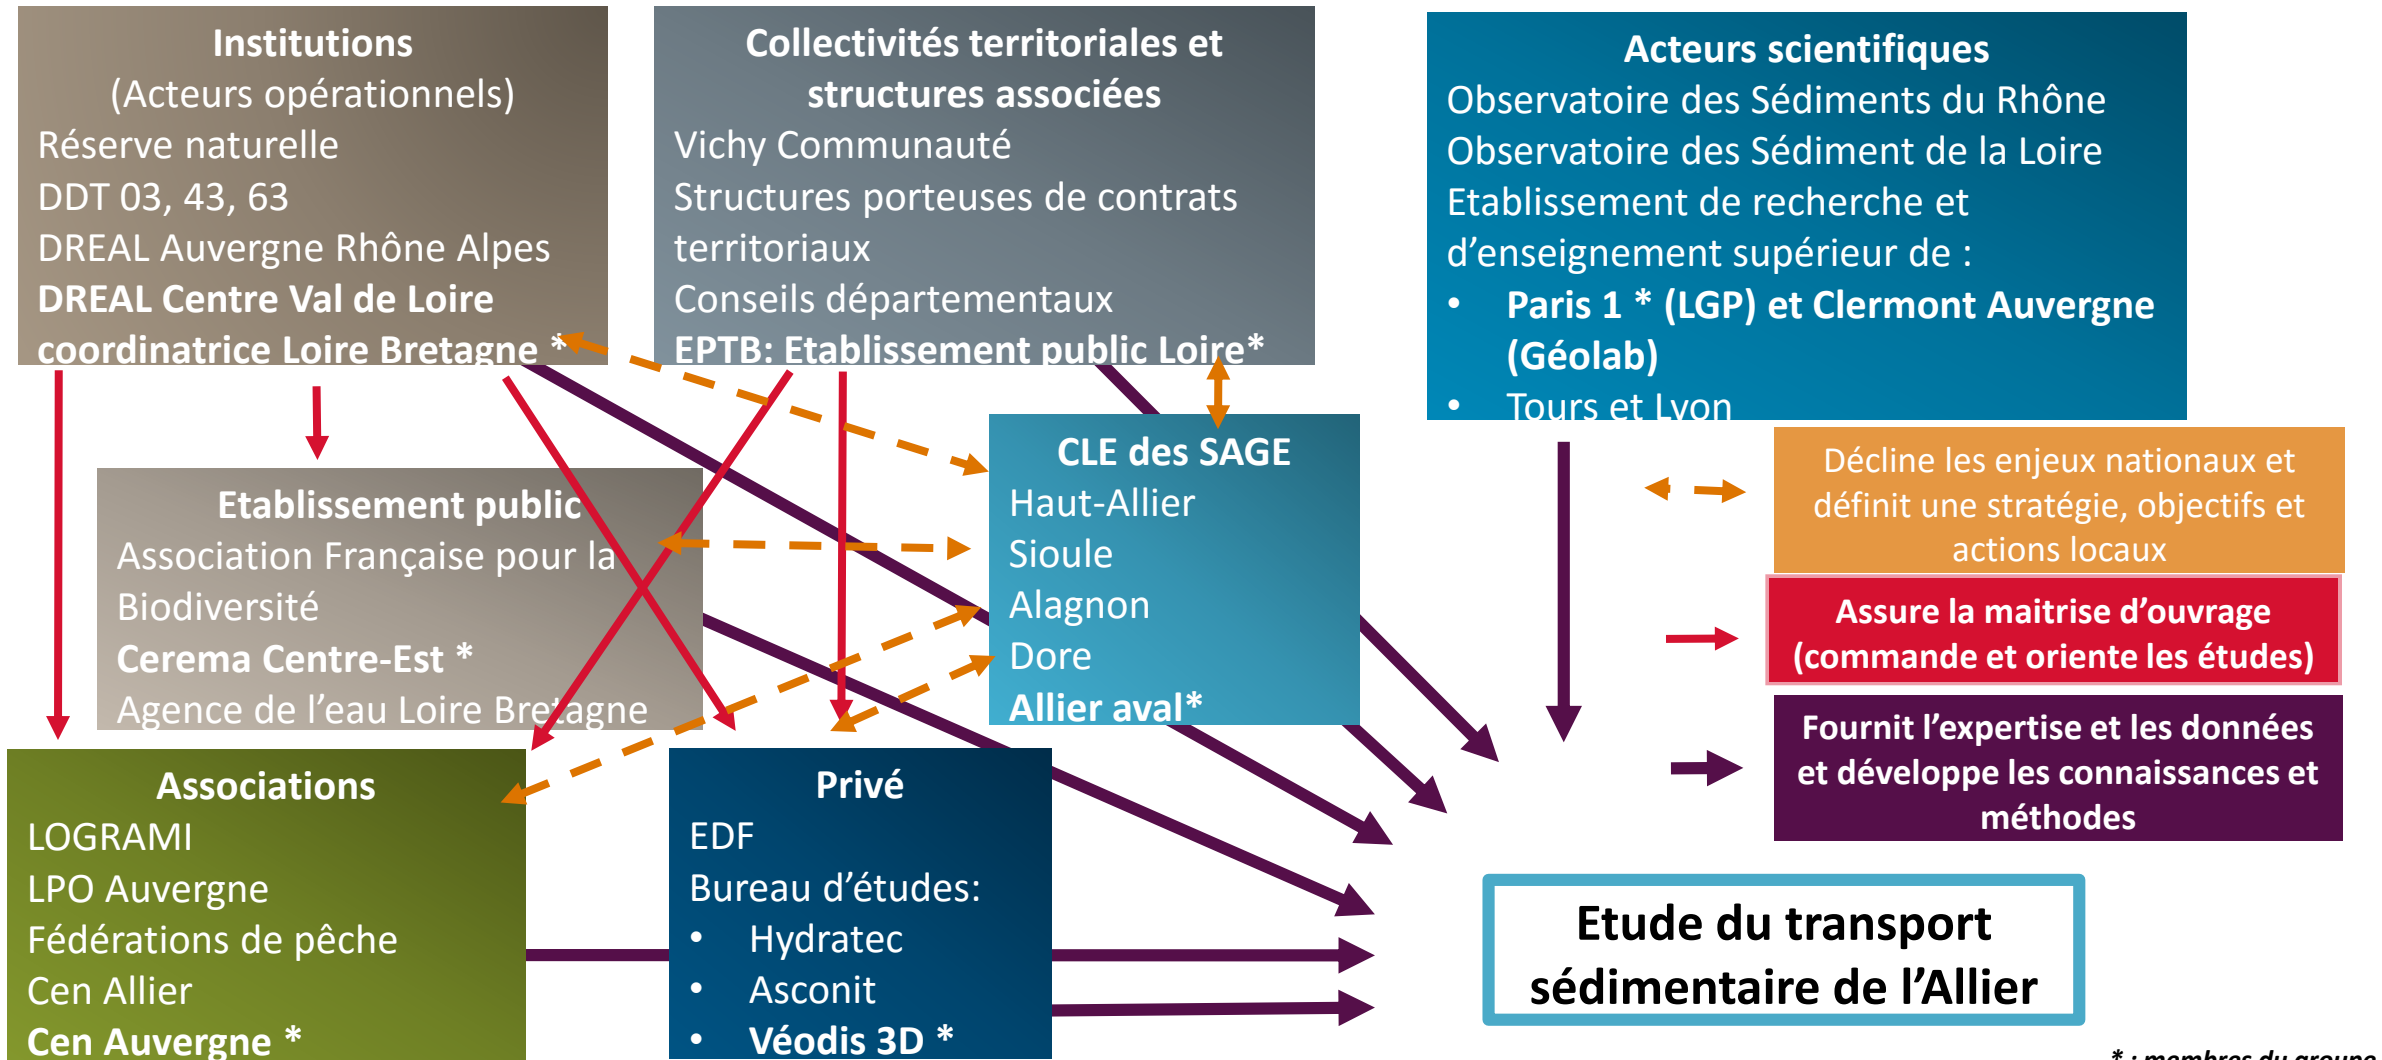 Institutions
(Acteurs opérationnels)
Réserve naturelle
DDT 03, 43, 63
DREAL Auvergne Rhône Alpes
DREAL Centre Val de Loire
coordinatrice Loire Bretagne *
Collectivités territoriales et
structures associées
Vichy Communauté
Structures porteuses de contrats
territoriaux
Conseils départementaux
EPTB: Etablissement public Loire*
Acteurs scientifiques
Observatoire des Sédiments du Rhône
Observatoire des Sédiment de la Loire
Etablissement de recherche et
d’enseignement supérieur de :
• Paris 1 * (LGP) et Clermont Auvergne
(Géolab)
• Tours et Lyon
Etablissement public
Association Française pour la
Biodiversité
Cerema Centre-Est *
Agence de l’eau Loire Bretagne
CLE des SAGE
Haut-Allier
Sioule
Alagnon
Dore
Allier aval*
Décline les enjeux nationaux et
définit une stratégie, objectifs et
actions locaux
Assure la maitrise d’ouvrage
(commande et oriente les études)
Fournit l’expertise et les données
et développe les connaissances et
méthodes
Associations
LOGRAMI
LPO Auvergne
Fédérations de pêche
Cen Allier
Cen Auvergne *
Privé
EDF
Bureau d’études:
• Hydratec
• Asconit
• Véodis 3D *
Etude du transport
sédimentaire de l’Allier
* : membres du groupe